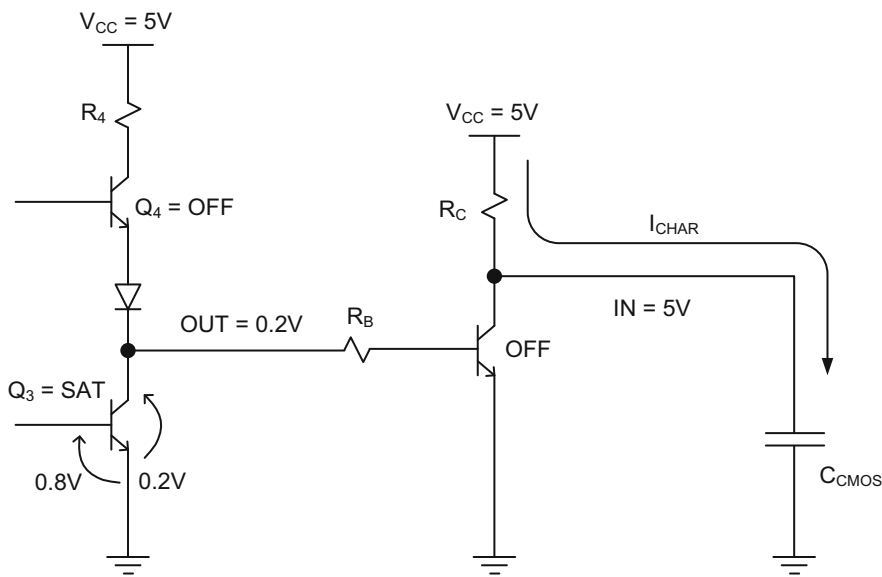 V_CC = 5V
R_4
V_CC = 5V
Q_4 = OFF
R_C
I_CHAR
OUT = 0.2V
R_B
IN = 5V
OFF
Q_3 = SAT
0.8V
0.2V
C_CMOS